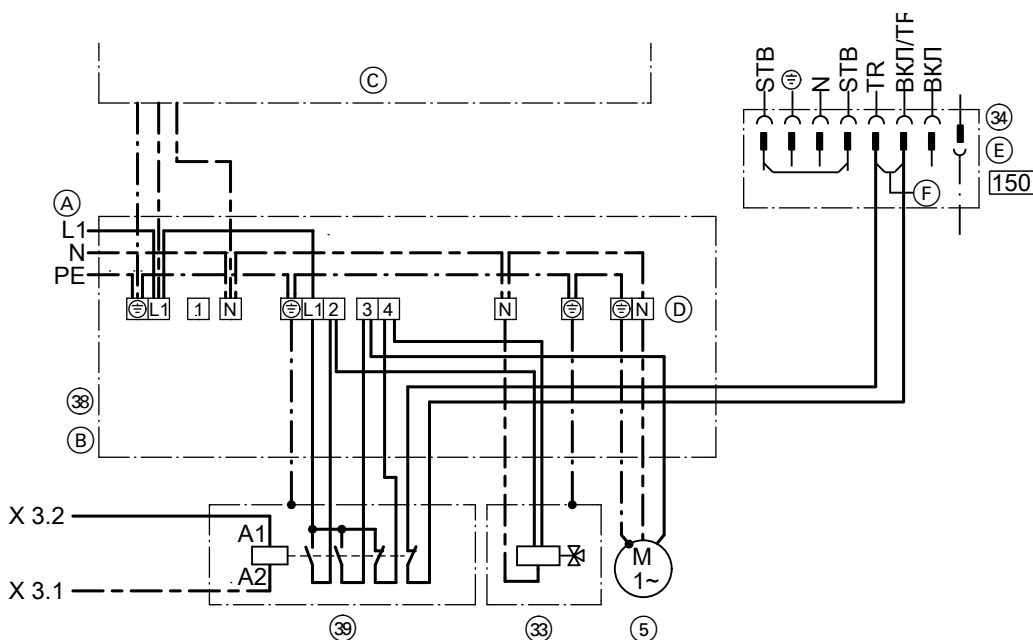 C
STB
N
STB
TR
ВКЛ/TR
ВКЛ
34
E
150
F
A
L1
N
PE
L1
1
N
L1
2
3
4
N
N
D
38
B
X 3.2
A1
A2
X 3.1
M
1~
39
33
5